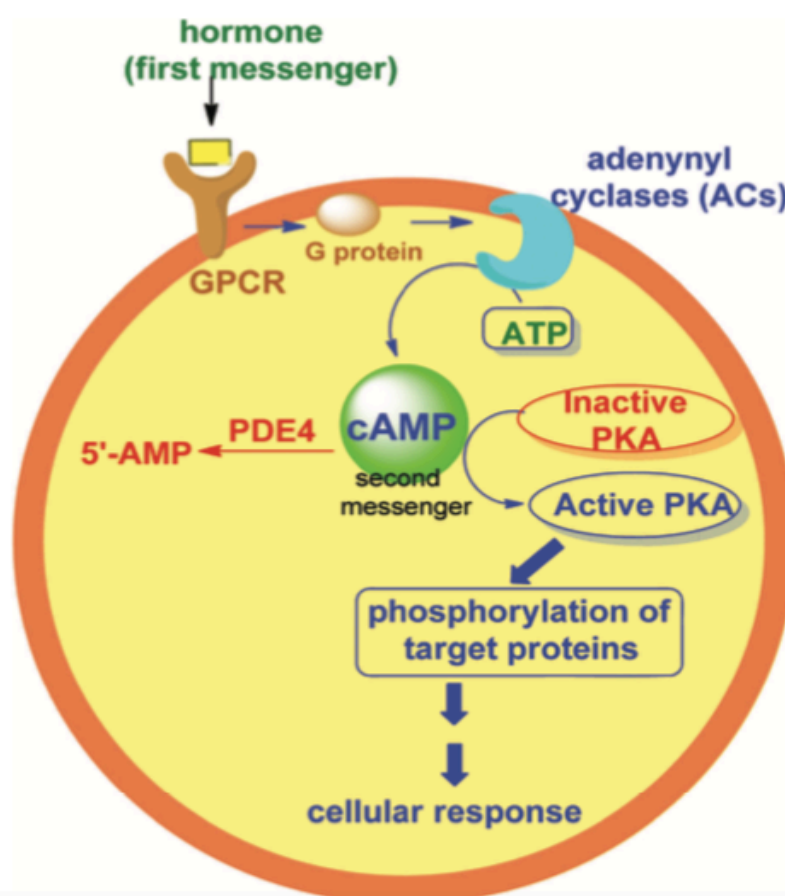 hormone
(first messenger)
adenynyl
cyclases (ACs)
G protein
GPCR
ATP
cAMP
second
messenger
PDE4
5'-AMP
Inactive
PKA
Active PKA
phosphorylation of
target proteins
cellular response